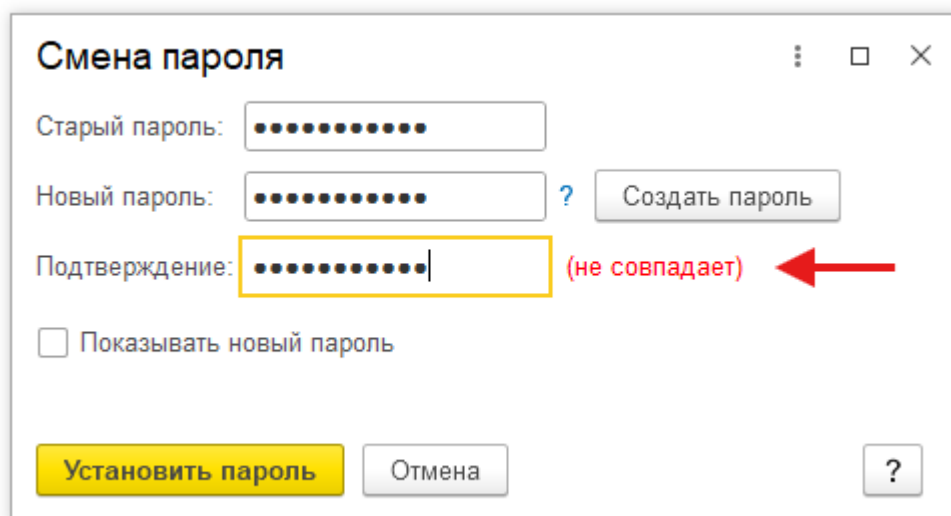 Смена пароля
Старый пароль: •••••••••••
Новый пароль: ••••••••••• ? Создать пароль
Подтверждение: ••••••••••• (не совпадает)
Показывать новый пароль
Установить пароль Отмена ?